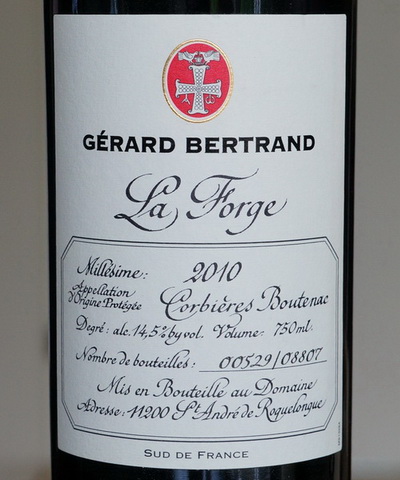 GÉRARD BERTRAND
La Forge
Millésime: 2010
Appellation d'Origine Protégée Corbières Boutenac
Degré: alc. 14,5% by vol. Volume: 750 ml.
Nombre de bouteilles: 00529/08807
Mis en Bouteille au Domaine
Adresse: 11200 St André de Roquelongue
SUD DE FRANCE